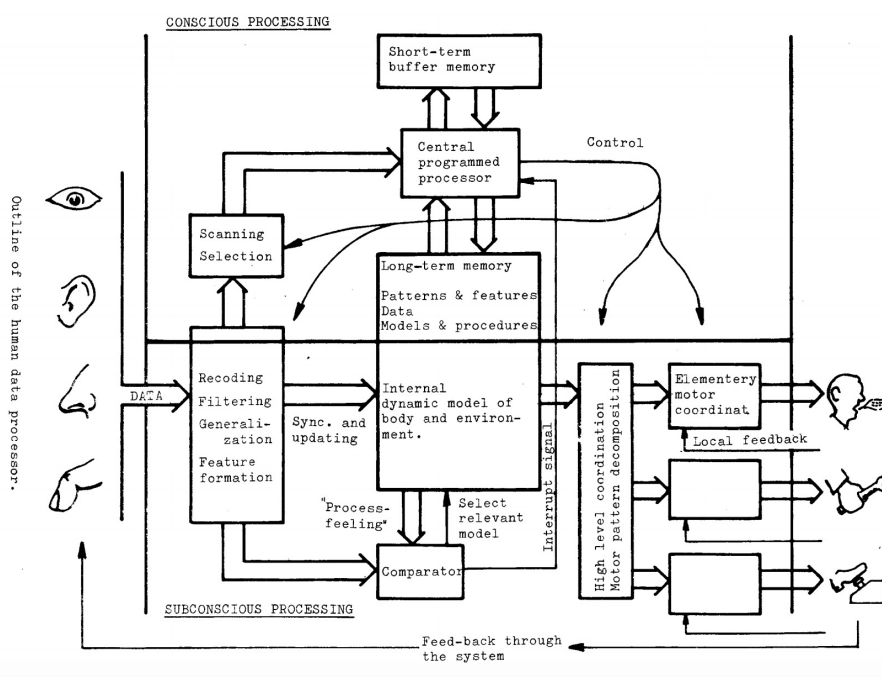 CONSCIOUS PROCESSING
Short-term
buffer memory
Central
programmed
processor
Control
Scanning
Selection
Long-term memory
Patterns & features
Data
Models & procedures
Outline of the human data processor.
DATA
Recoding
Filtering
Generali-
zation
Feature
formation
Sync. and
updating
Internal
dynamic model of
body and environ-
ment.
Interrupt signal
High level coordination
Motor pattern decomposition
Elementery
motor
coordinat.
Local feedback
"Process-
feeling"
Select
relevant
model
Comparator
SUBCONSCIOUS PROCESSING
Feed-back through
the system